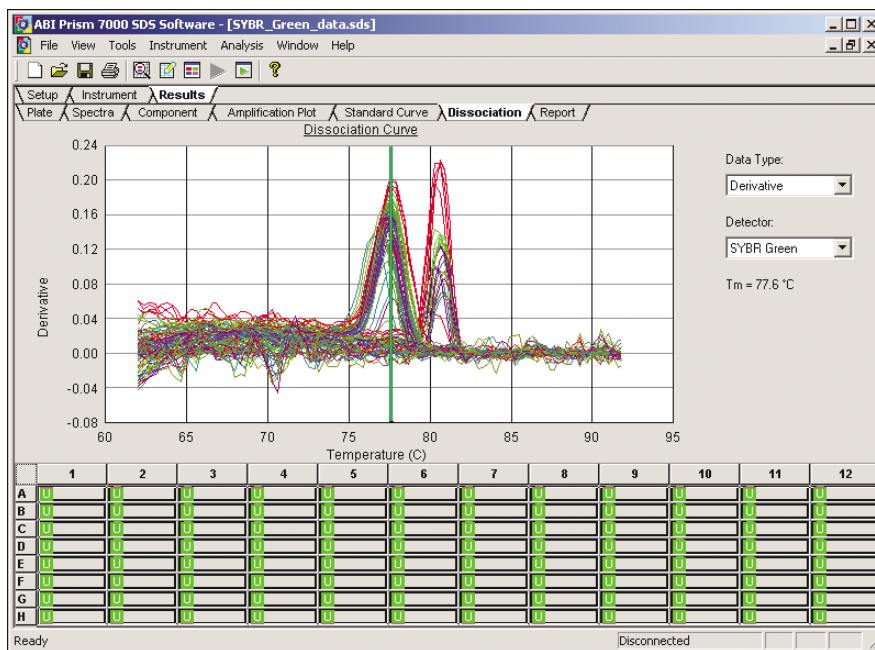 ABI Prism 7000 SDS Software - [SYBR_Green_data.sds]
File View Tools Instrument Analysis Window Help
Setup Instrument Results
Plate Spectra Component Amplification Plot Standard Curve Dissociation Report
Dissociation Curve
0.24
0.20
0.16
0.12
0.08
0.04
0.00
-0.04
-0.08
Derivative
60 65 70 75 80 85 90 95
Temperature (C)
Data Type:
Derivative
Detector:
SYBR Green
Tm = 77.6 °C
1 2 3 4 5 6 7 8 9 10 11 12
A U U U U U U U U U U U U
B U U U U U U U U U U U U
C U U U U U U U U U U U U
D U U U U U U U U U U U U
E U U U U U U U U U U U U
F U U U U U U U U U U U U
G U U U U U U U U U U U U
H U U U U U U U U U U U U
Ready Disconnected